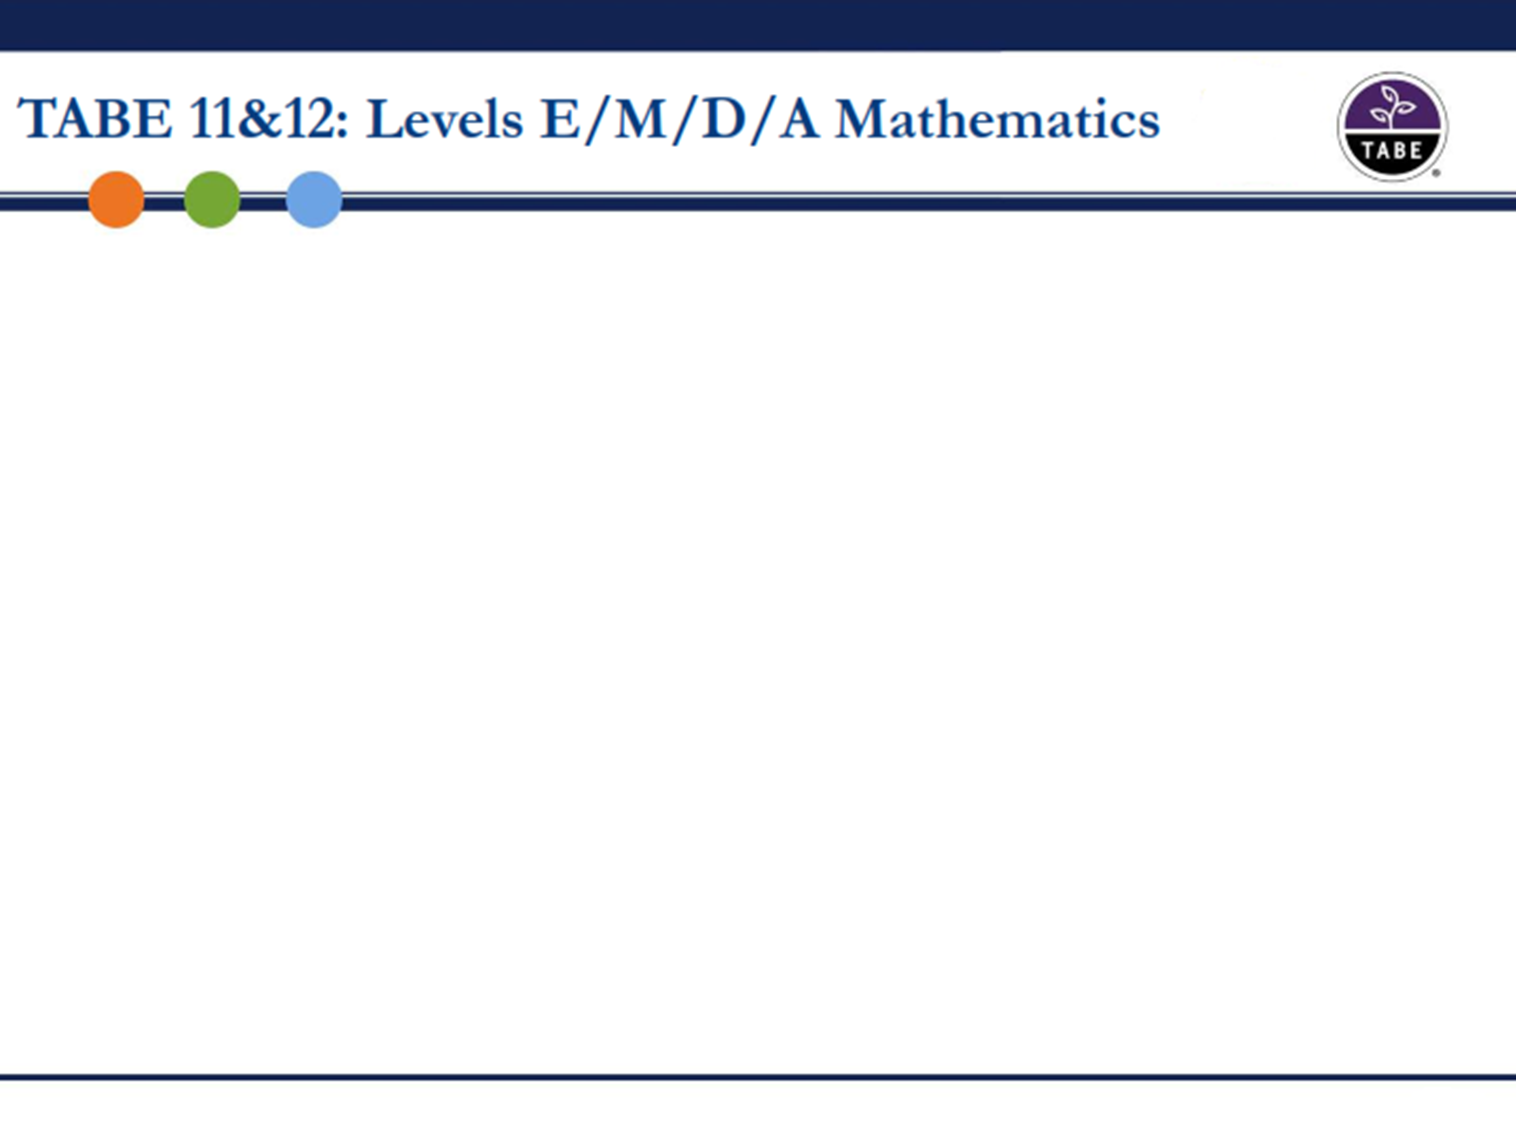 TABE 11&12: Levels E/M/D/A Mathematics
TABE
®